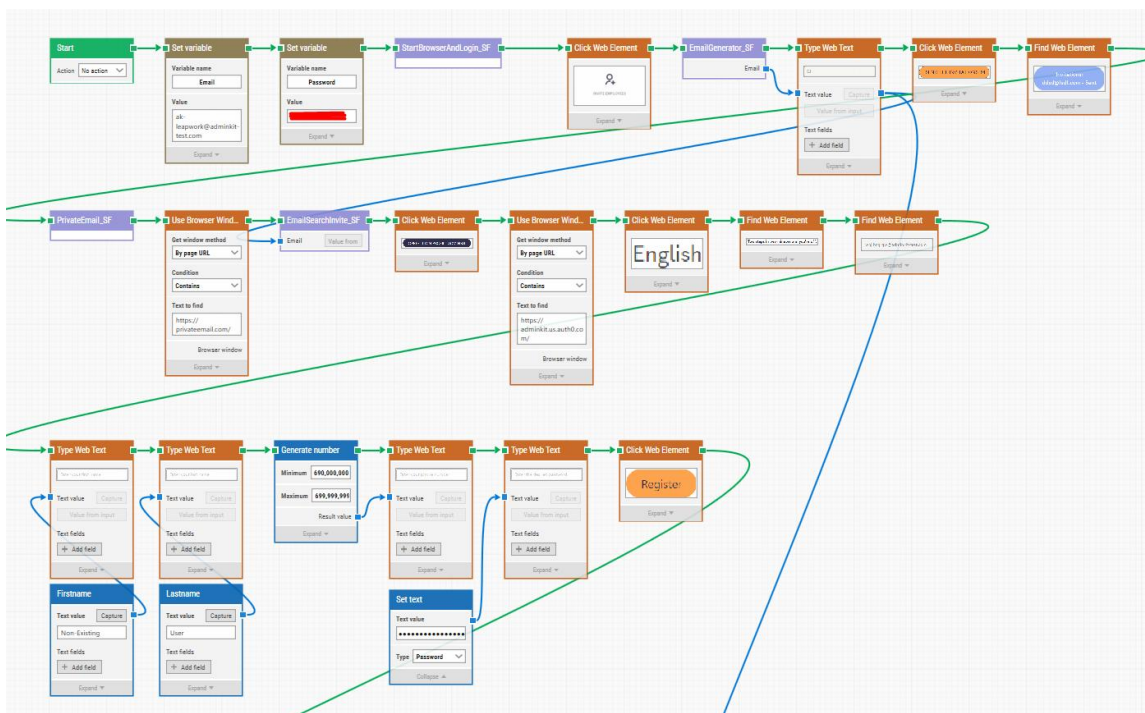 Start
Action
No action
Set variable
Variable name
Email
Value
ak-
leapwork@adminkit-
test.com
Expand
Set variable
Variable name
Password
Value
Expand
StartBrowserAndLogin_SF
Click Web Element
Expand
EmailGenerator_SF
Email
Type Web Text
Text value
Capture
Value from input
Text fields
+ Add field
Expand
Click Web Element
Expand
Find Web Element
Expand
PrivateEmail_SF
Use Browser Wind...
Get window method
By page URL
Condition
Contains
Text to find
https://
privateemail.com/
Browser window
Expand
EmailSearchInvite_SF
Email
Value from
Click Web Element
Expand
Use Browser Wind...
Get window method
By page URL
Condition
Contains
Text to find
https://
adminkit.us.auth0.co
m/
Browser window
Expand
Click Web Element
English
Expand
Find Web Element
Expand
Find Web Element
Expand
Type Web Text
Text value
Capture
Value from input
Text fields
+ Add field
Expand
Type Web Text
Text value
Capture
Value from input
Text fields
+ Add field
Expand
Generate number
Minimum
690,000,000
Maximum
699,999,999
Result value
Expand
Type Web Text
Text value
Capture
Value from input
Text fields
+ Add field
Expand
Type Web Text
Text value
Capture
Value from input
Text fields
+ Add field
Expand
Click Web Element
Register
Expand
Firstname
Text value
Capture
Non-Existing
Text fields
+ Add field
Expand
Lastname
Text value
Capture
User
Text fields
+ Add field
Expand
Set text
Text value
Type
Password
Collapse